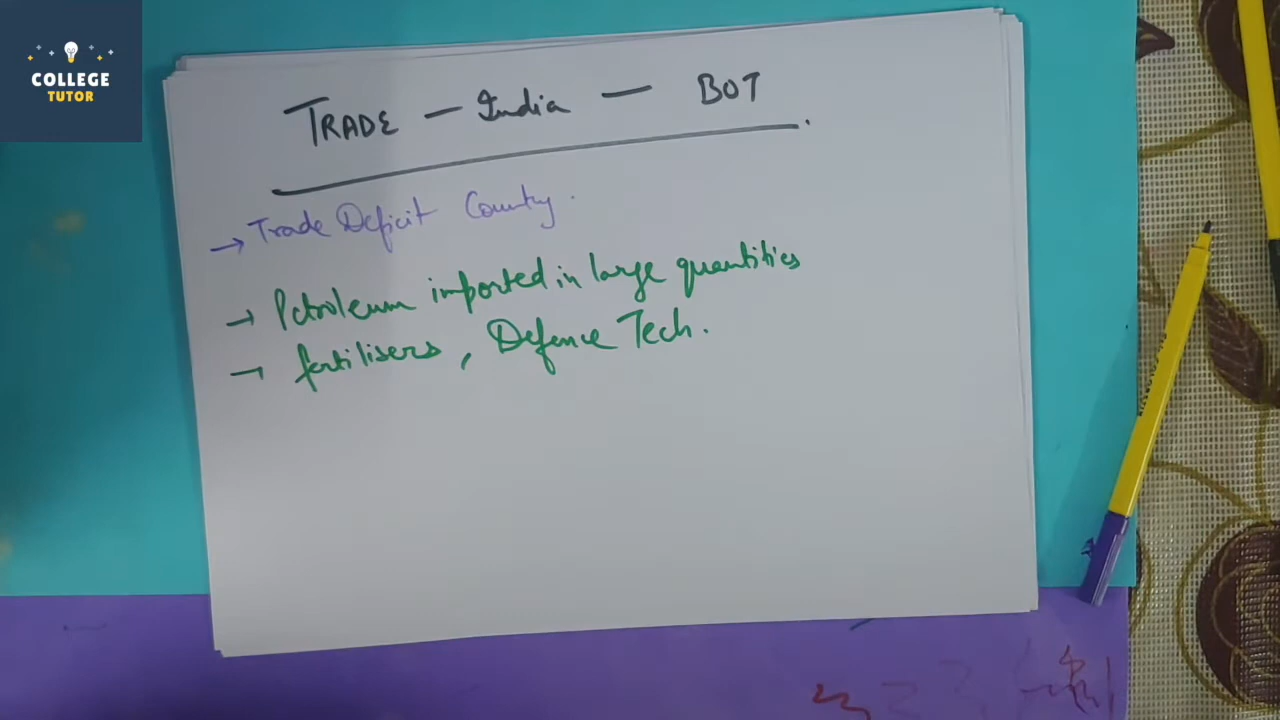 COLLEGE
TUTOR
TRADE — India — BOT
→ Trade Deficit Country.
→ Petroleum imported in large quantities
→ fertilisers, Defence Tech.